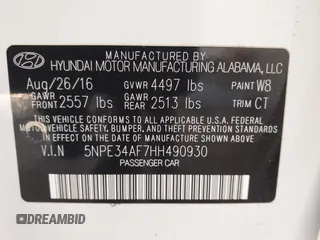 MANUFACTURED BY
HYUNDAI MOTOR MANUFACTURING ALABAMA, LLC
Aug/26/16 GVWR 4497 lbs PAINT W8
GAWR FRONT 2557 lbs GAWR REAR 2513 lbs TRIM CT
THIS VEHICLE CONFORMS TO ALL APPLICABLE
U.S. FEDERAL MOTOR VEHICLE SAFETY, BUMPER,
AND THEFT PREVENTION STANDARDS IN EFFECT ON
THE DATE OF MANUFACTURE SHOWN ABOVE.
V.I.N 5NPE34AF7HH490930
PASSENGER CAR
DREAMBID